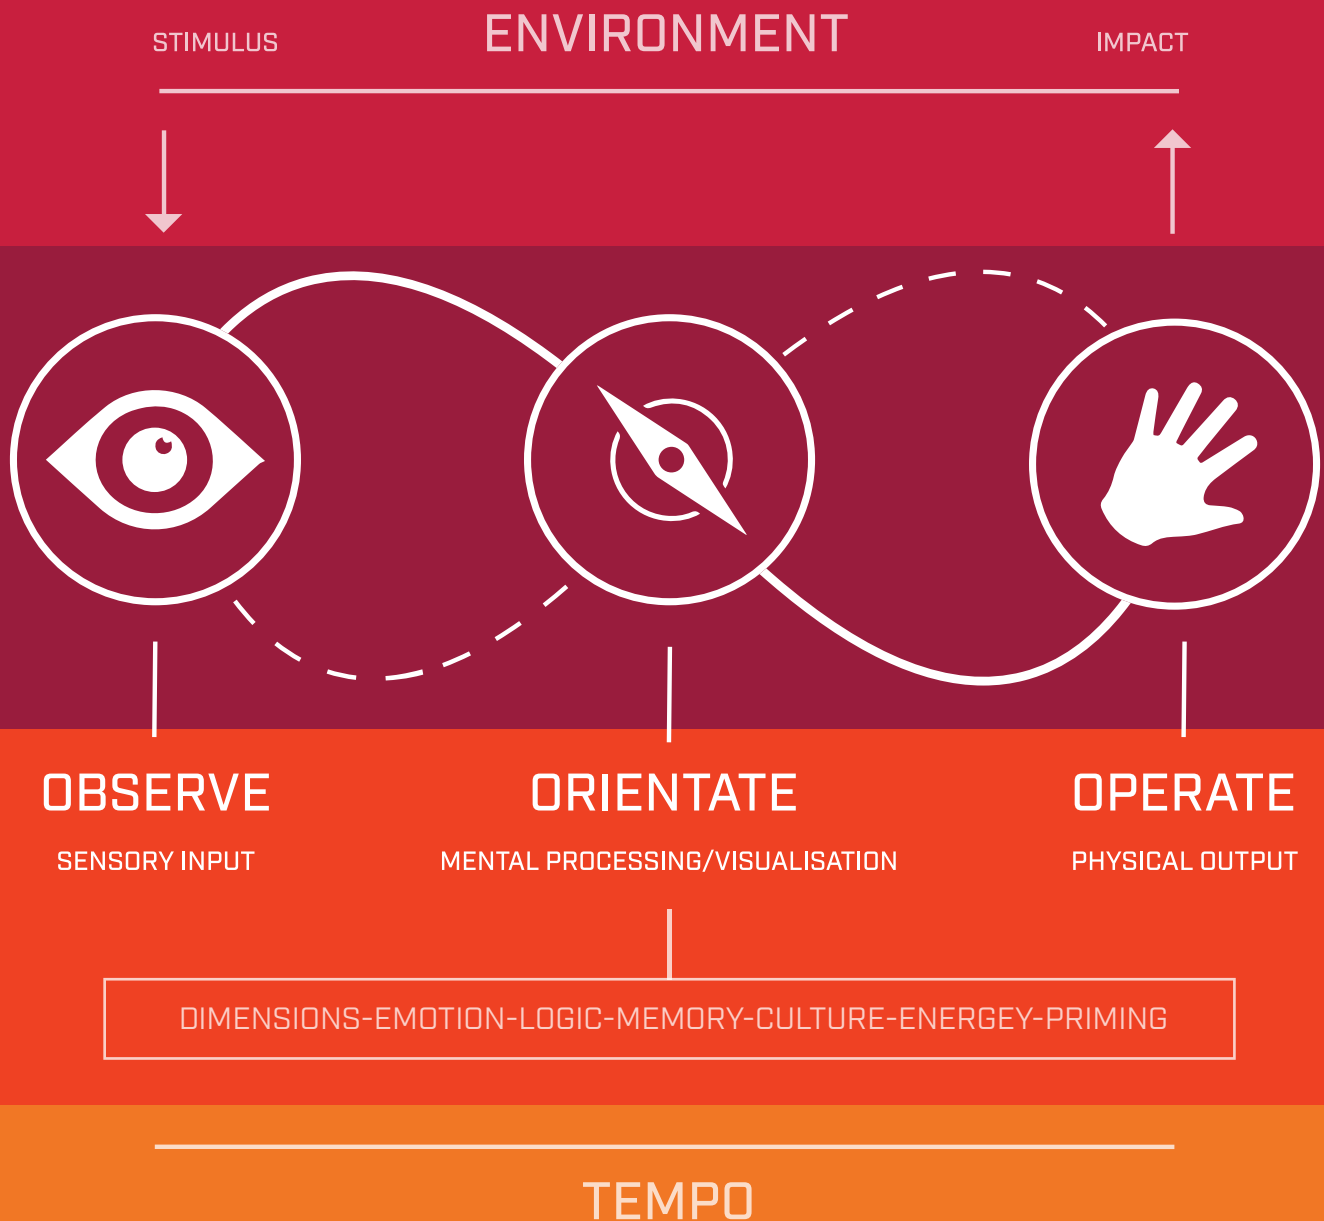 STIMULUS ENVIRONMENT IMPACT
OBSERVE ORIENTATE OPERATE
SENSORY INPUT MENTAL PROCESSING/VISUALISATION PHYSICAL OUTPUT
DIMENSIONS-EMOTION-LOGIC-MEMORY-CULTURE-ENERGEY-PRIMING
TEMPO